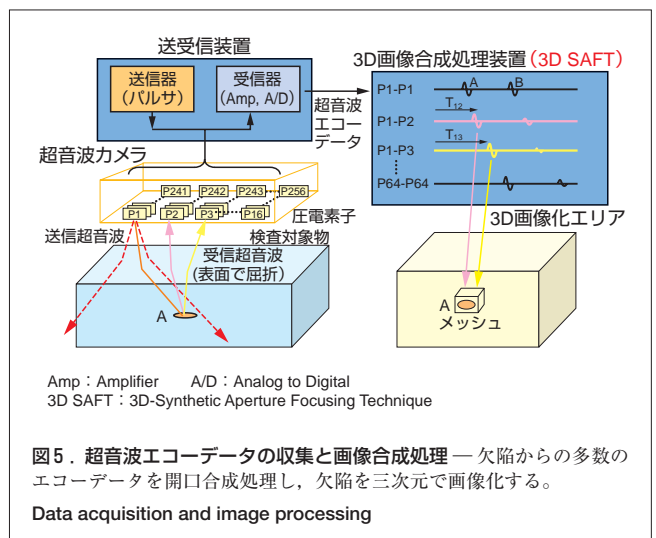 送受信装置
送信器
(パルサ)
受信器
(Amp, A/D)
超音波
エコー
データ
3D画像合成処理装置(3D SAFT)
P1-P1
A
B
P1-P2
T12
P1-P3
T13
P64-P64
超音波カメラ
P241
P242
P243
P256
P1
P2
P3
P16
圧電素子
送信超音波
検査対象物
受信超音波
(表面で屈折)
A
3D画像化エリア
A
メッシュ
Amp:Amplifier A/D:Analog to Digital
3D SAFT:3D-Synthetic Aperture Focusing Technique
図5.超音波エコーデータの収集と画像合成処理 ― 欠陥からの多数の
エコーデータを開口合成処理し,欠陥を三次元で画像化する。
Data acquisition and image processing